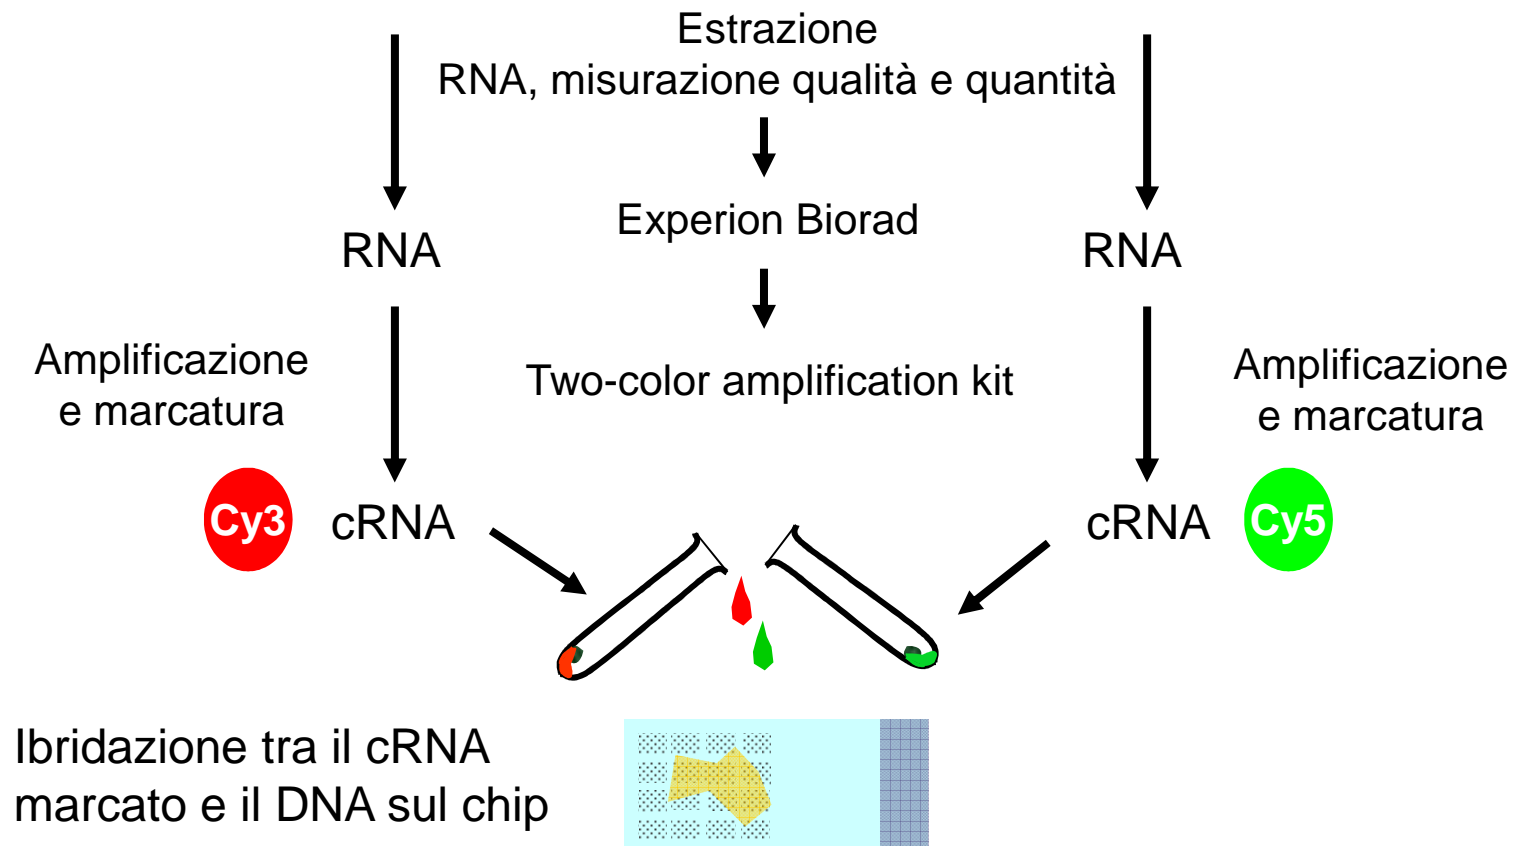 Estrazione
RNA, misurazione qualità e quantità
Experion Biorad
RNA
RNA
Amplificazione
e marcatura
Two-color amplification kit
Amplificazione
e marcatura
Cy3
cRNA
cRNA
Cy5
Ibridazione tra il cRNA
marcato e il DNA sul chip